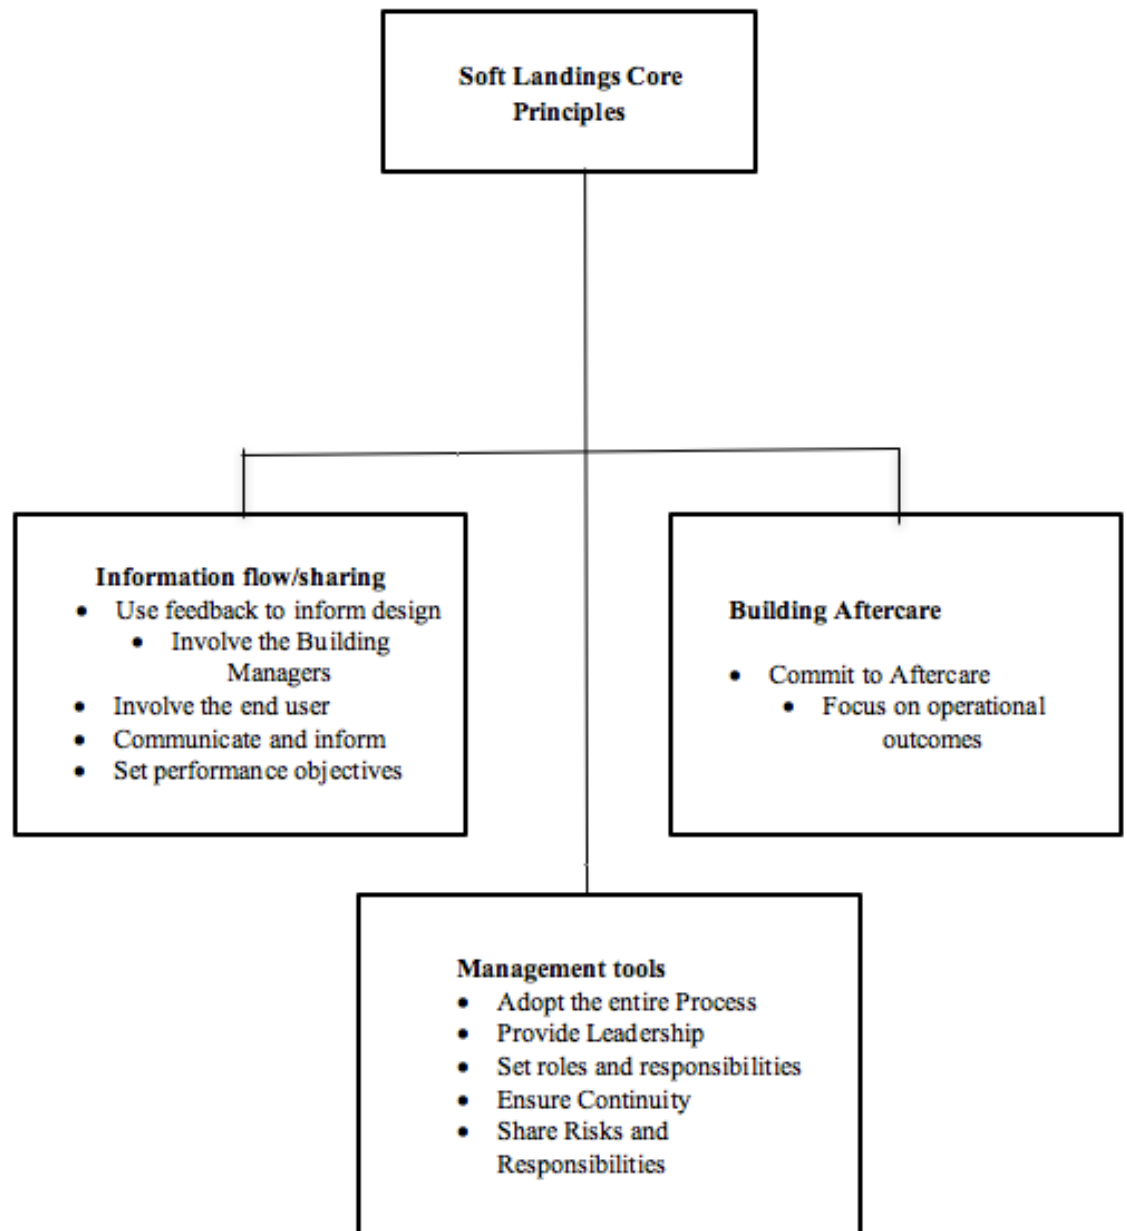 Soft Landings Core
Principles
Information flow/sharing
• Use feedback to inform design
• Involve the Building
Managers
• Involve the end user
• Communicate and inform
• Set performance objectives
Building Aftercare
• Commit to Aftercare
• Focus on operational
outcomes
Management tools
• Adopt the entire Process
• Provide Leadership
• Set roles and responsibilities
• Ensure Continuity
• Share Risks and
Responsibilities